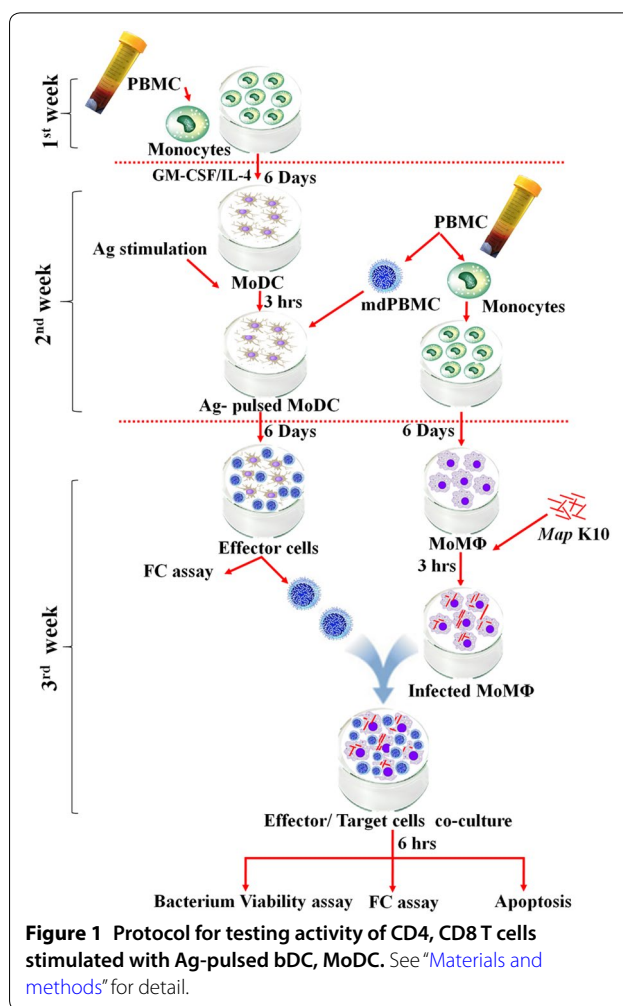 1st week
PBMC
Monocytes
GM-CSF/IL-4
6 Days
2nd week
Ag stimulation
MoDC
3 hrs
PBMC
mdPBMC
Monocytes
Ag- pulsed MoDC
6 Days
6 Days
3rd week
Effector cells
FC assay
MoMΦ
3 hrs
Map K10
Infected MoMΦ
Effector/ Target cells co-culture
6 hrs
Bacterium Viability assay
FC assay
Apoptosis
Figure 1 Protocol for testing activity of CD4, CD8 T cells
stimulated with Ag-pulsed bDC, MoDC. See “Materials and
methods” for detail.